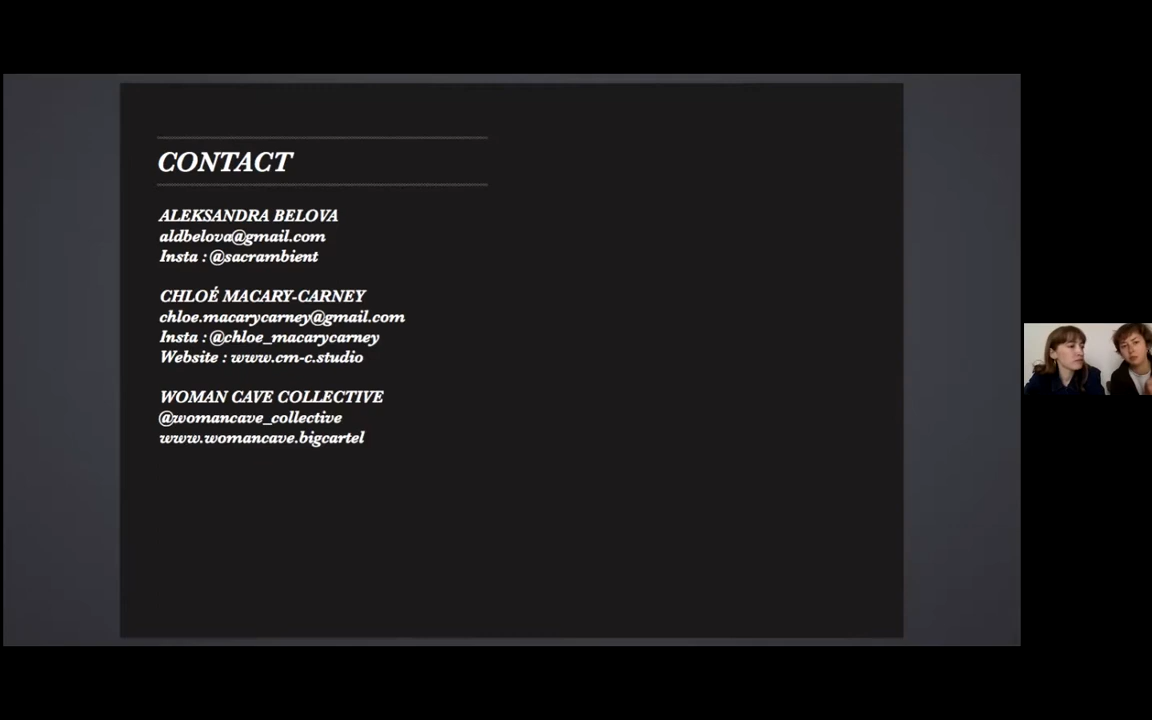 CONTACT
ALEKSANDRA BELOVA
aldbelova@gmail.com
Insta : @sacrambient
CHLOÉ MACARY-CARNEY
chloe.macarycarney@gmail.com
Insta : @chloe_macarycarney
Website : www.cm-c.studio
WOMAN CAVE COLLECTIVE
@womancave_collective
www.womancave.bigcartel